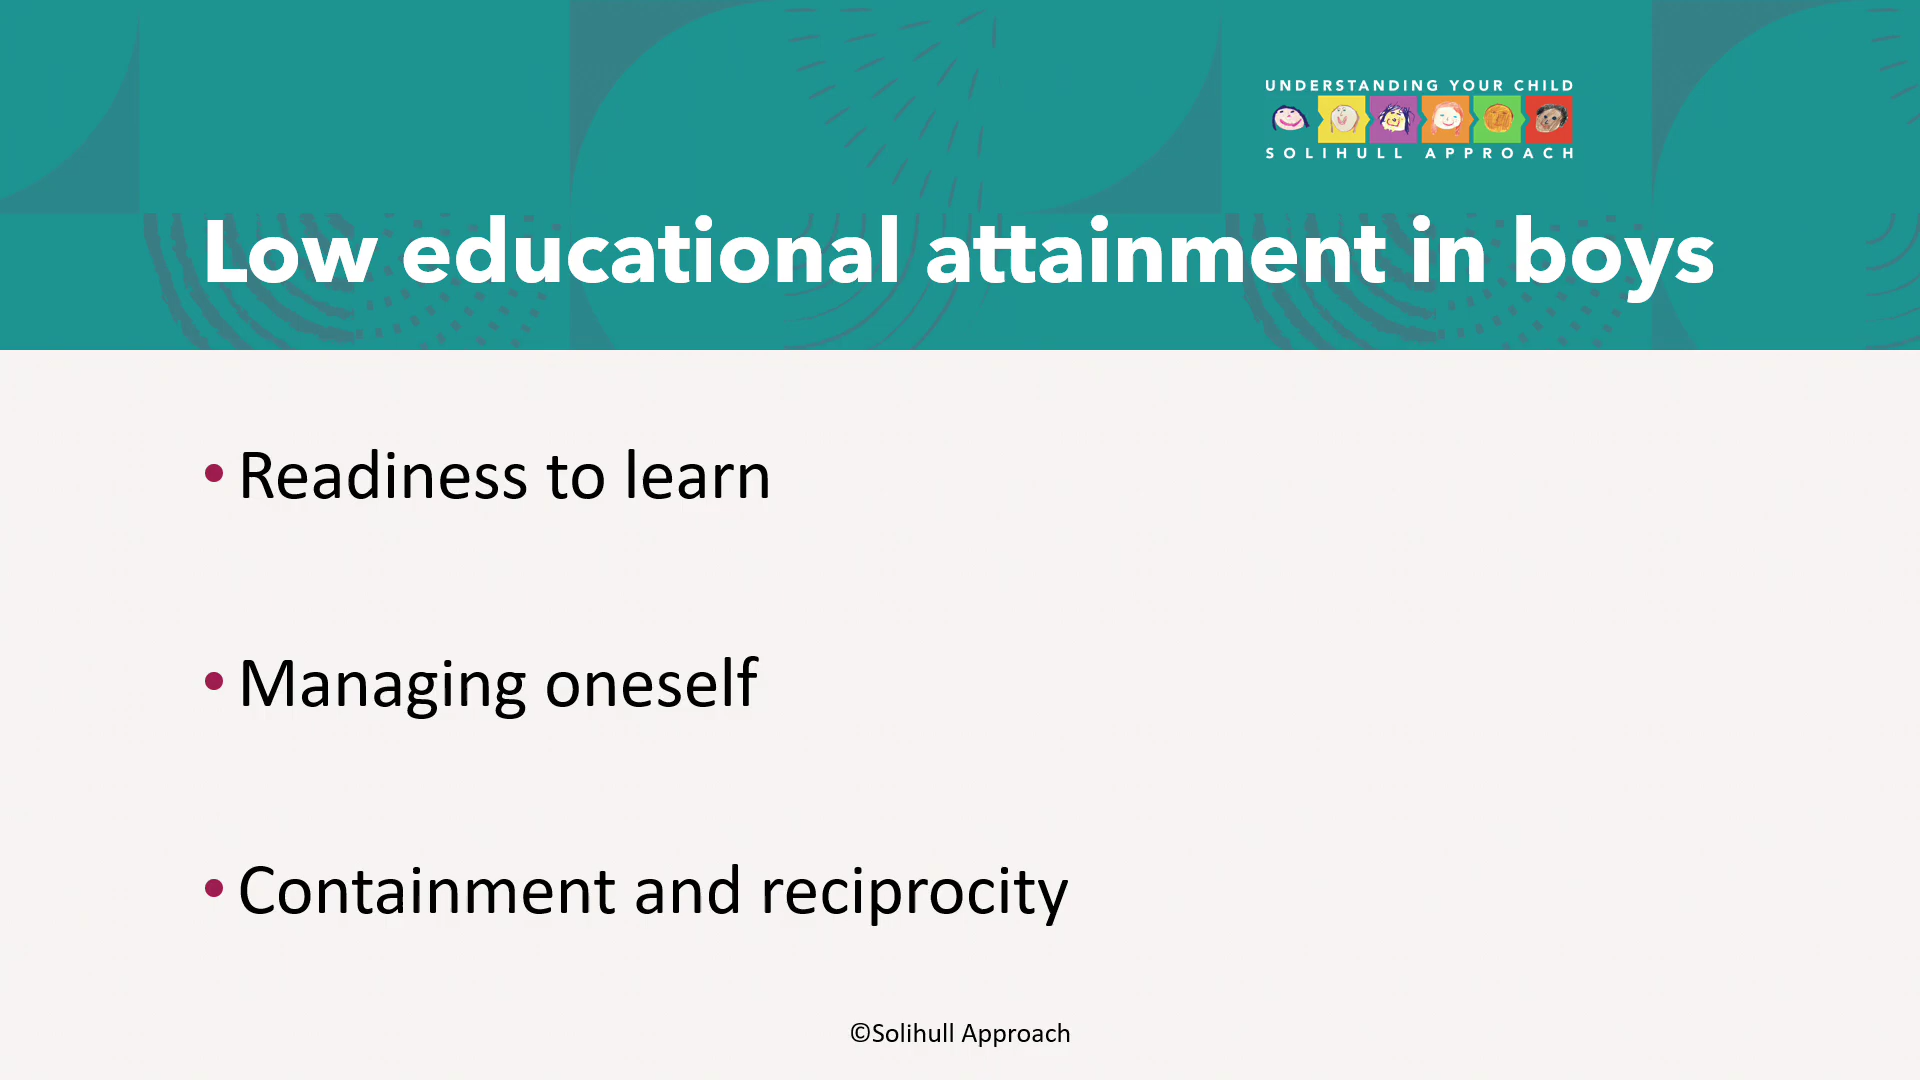 UNDERSTANDING YOUR CHILD
SOLIHULL APPROACH
Low educational attainment in boys
• Readiness to learn
• Managing oneself
• Containment and reciprocity
©Solihull Approach